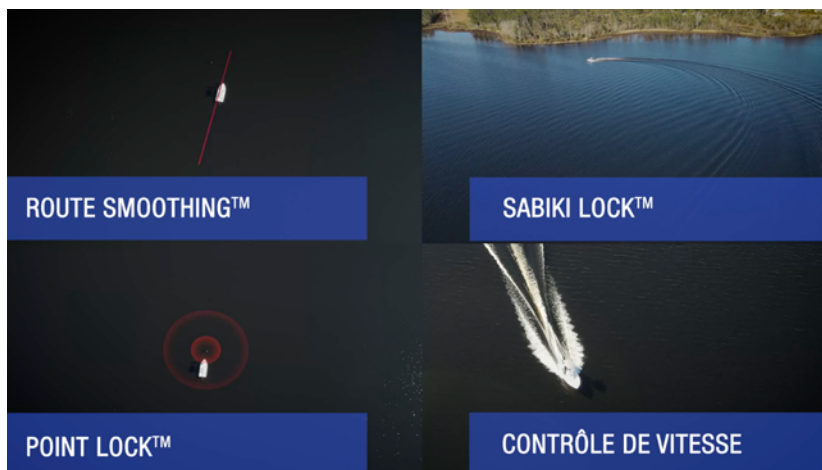 ROUTE SMOOTHING™
SABIKI LOCK™
POINT LOCK™
CONTRÔLE DE VITESSE